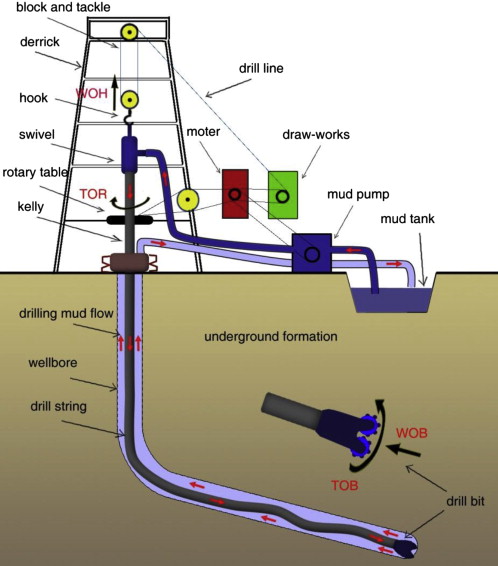 block and tackle
derrick
drill line
WOH
hook
swivel
moter
draw-works
rotary table
TOR
mud pump
kelly
mud tank
drilling mud flow
underground formation
wellbore
drill string
WOB
TOB
drill bit